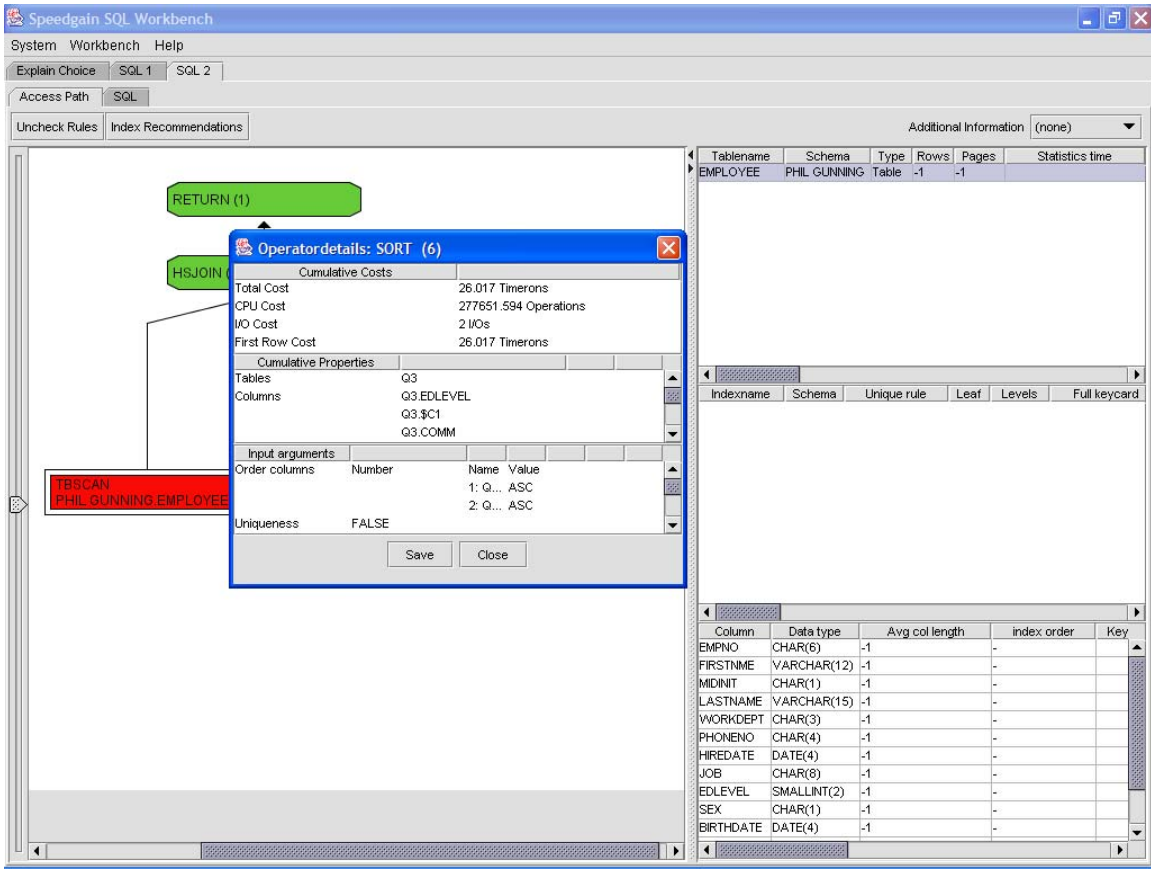 Speedgain SQL Workbench
System Workbench Help
Explain Choice SQL 1 SQL 2
Access Path SQL
Uncheck Rules Index Recommendations Additional Information (none)
RETURN (1)
HSJOIN (
TBSCAN
PHIL GUNNING.EMPLOYEE
Operatordetails: SORT (6)
Cumulative Costs
Total Cost 26.017 Timerons
CPU Cost 277651.594 Operations
I/O Cost 2 I/Os
First Row Cost 26.017 Timerons
Cumulative Properties
Tables Q3
Columns Q3.EDLEVEL
Q3.$C1
Q3.COMM
Input arguments
Order columns Number Name Value
1: Q... ASC
2: Q... ASC
Uniqueness FALSE
Save Close
Tablename Schema Type Rows Pages Statistics time
EMPLOYEE PHIL GUNNING Table -1 -1
Indexname Schema Unique rule Leaf Levels Full keycard
Column Data type Avg col length index order Key
EMPNO CHAR(6) -1 -
FIRSTNME VARCHAR(12) -1 -
MIDINIT CHAR(1) -1 -
LASTNAME VARCHAR(15) -1 -
WORKDEPT CHAR(3) -1 -
PHONENO CHAR(4) -1 -
HIREDATE DATE(4) -1 -
JOB CHAR(8) -1 -
EDLEVEL SMALLINT(2) -1 -
SEX CHAR(1) -1 -
BIRTHDATE DATE(4) -1 -